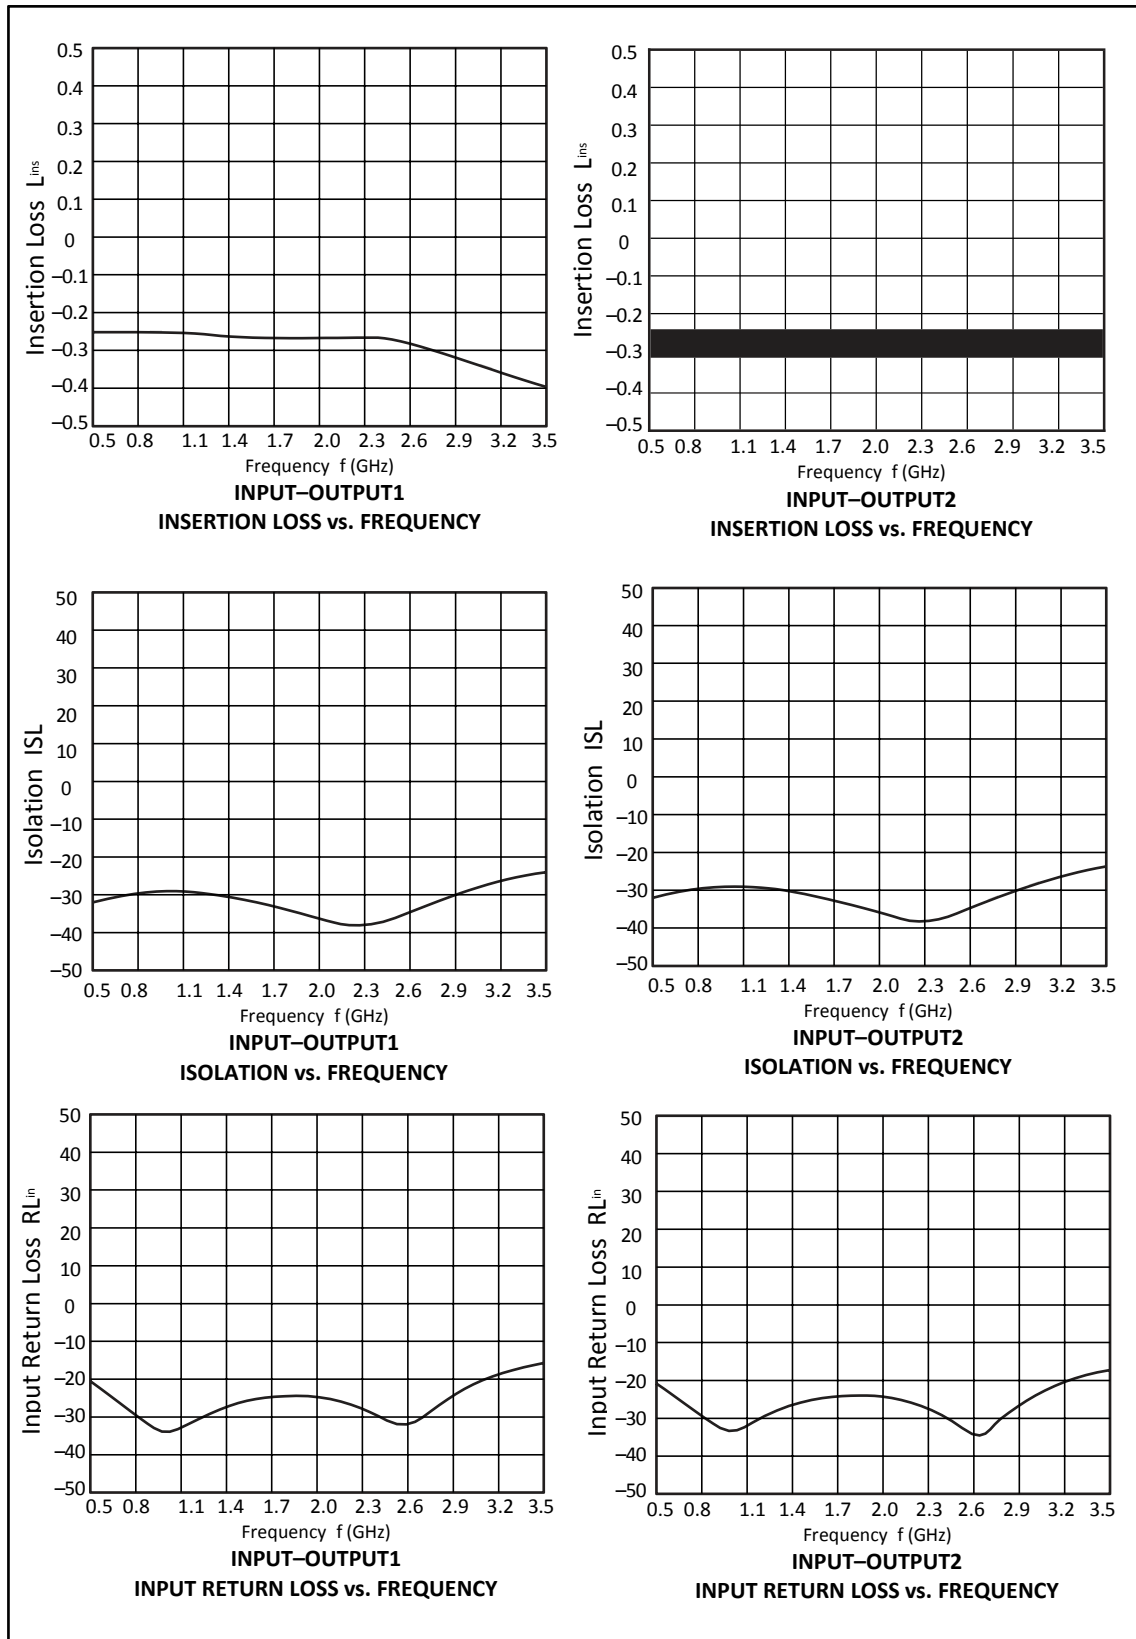 0.5
0.4
0.3
0.2
0.1
0
–0.1
–0.2
–0.3
–0.4
–0.5
Insertion Loss Lins
0.5 0.8 1.1 1.4 1.7 2.0 2.3 2.6 2.9 3.2 3.5
Frequency f (GHz)
INPUT–OUTPUT1
INSERTION LOSS vs. FREQUENCY
0.5
0.4
0.3
0.2
0.1
0
–0.1
–0.2
–0.3
–0.4
–0.5
Insertion Loss Lins
0.5 0.8 1.1 1.4 1.7 2.0 2.3 2.6 2.9 3.2 3.5
Frequency f (GHz)
INPUT–OUTPUT2
INSERTION LOSS vs. FREQUENCY
50
40
30
20
10
0
–10
–20
–30
–40
–50
Isolation ISL
0.5 0.8 1.1 1.4 1.7 2.0 2.3 2.6 2.9 3.2 3.5
Frequency f (GHz)
INPUT–OUTPUT1
ISOLATION vs. FREQUENCY
50
40
30
20
10
0
–10
–20
–30
–40
–50
Isolation ISL
0.5 0.8 1.1 1.4 1.7 2.0 2.3 2.6 2.9 3.2 3.5
Frequency f (GHz)
INPUT–OUTPUT2
ISOLATION vs. FREQUENCY
50
40
30
20
10
0
–10
–20
–30
–40
–50
Input Return Loss RLin
0.5 0.8 1.1 1.4 1.7 2.0 2.3 2.6 2.9 3.2 3.5
Frequency f (GHz)
INPUT–OUTPUT1
INPUT RETURN LOSS vs. FREQUENCY
50
40
30
20
10
0
–10
–20
–30
–40
–50
Input Return Loss RLin
0.5 0.8 1.1 1.4 1.7 2.0 2.3 2.6 2.9 3.2 3.5
Frequency f (GHz)
INPUT–OUTPUT2
INPUT RETURN LOSS vs. FREQUENCY